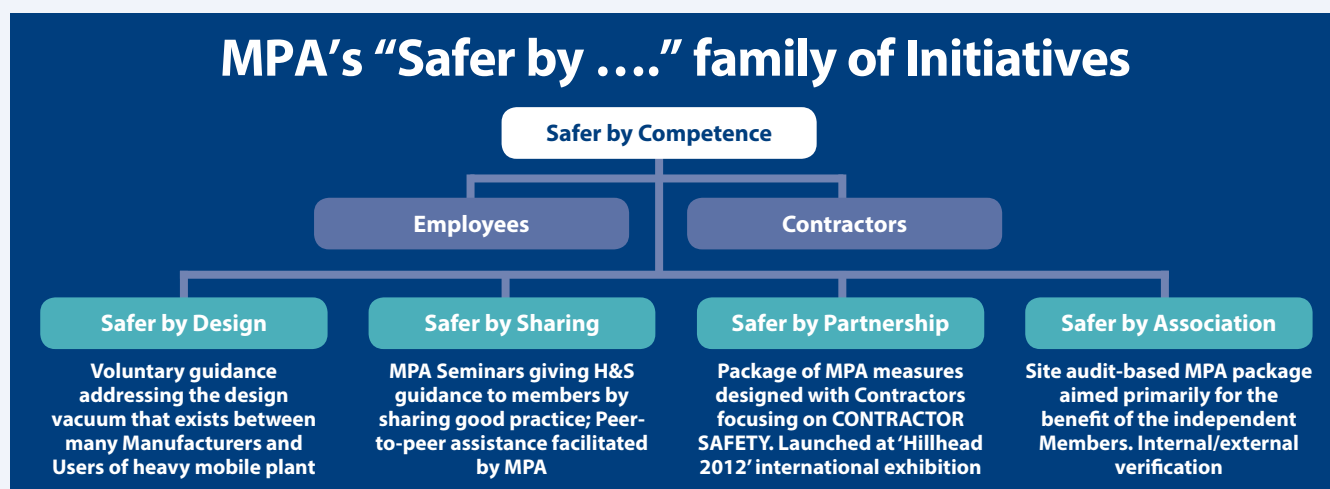 MPA's “Safer by ....” family of Initiatives
Safer by Competence
Employees
Contractors
Safer by Design
Voluntary guidance
addressing the design
vacuum that exists between
many Manufacturers and
Users of heavy mobile plant
Safer by Sharing
MPA Seminars giving H&S
guidance to members by
sharing good practice; Peer-
to-peer assistance facilitated
by MPA
Safer by Partnership
Package of MPA measures
designed with Contractors
focusing on CONTRACTOR
SAFETY. Launched at ‘Hillhead
2012’ international exhibition
Safer by Association
Site audit-based MPA package
aimed primarily for the
benefit of the independent
Members. Internal/external
verification